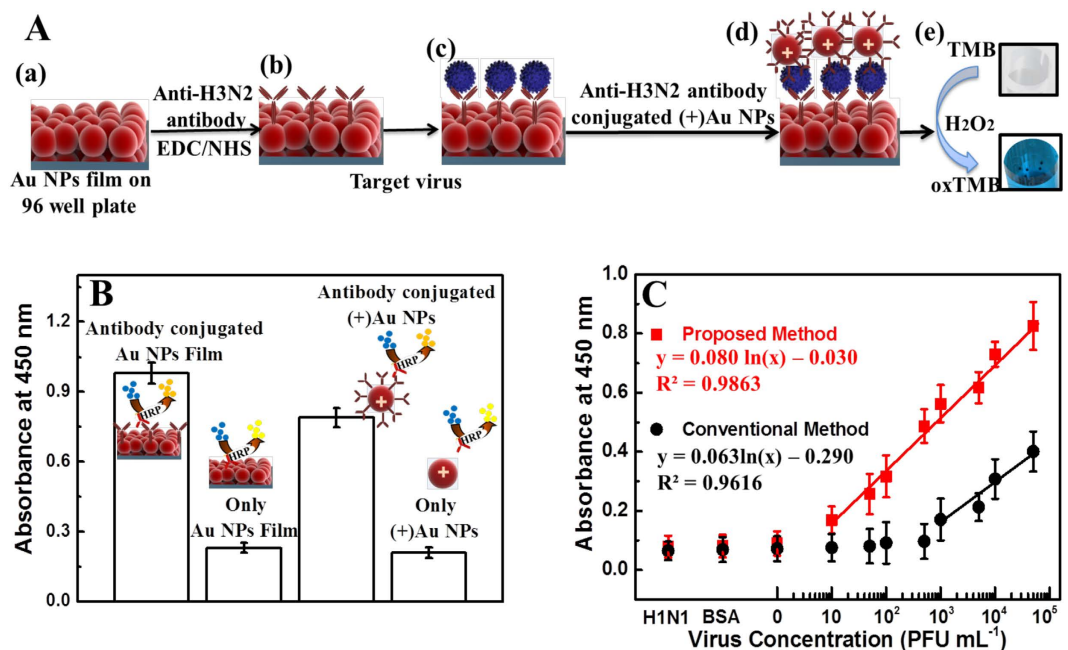 A
(a)
Au NPs film on
96 well plate
Anti-H3N2
antibody
EDC/NHS
(b)
Target virus
(c)
Anti-H3N2 antibody
conjugated (+)Au NPs
(d)
+
+
+
(e)
TMB
H2O2
oxTMB
B
Absorbance at 450 nm
1.2
0.9
0.6
0.3
0.0
Antibody conjugated
Au NPs Film
HRP
HRP
Only
Au NPs Film
Antibody conjugated
(+)Au NPs
HRP
+
HRP
+
Only
(+)Au NPs
C
Absorbance at 450 nm
1.0
0.8
0.6
0.4
0.2
0.0
Proposed Method
y = 0.080 ln(x) – 0.030
R² = 0.9863
Conventional Method
y = 0.063ln(x) – 0.290
R² = 0.9616
H1N1 BSA 0 10 10² 10³ 10⁴ 10⁵
Virus Concentration (PFU mL⁻¹)